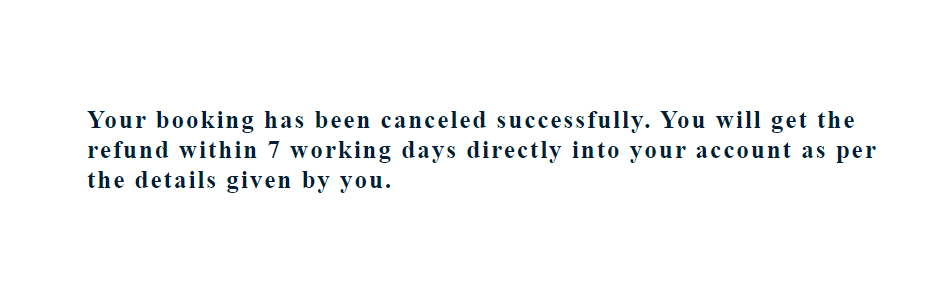 Your booking has been canceled successfully. You will get the
refund within 7 working days directly into your account as per
the details given by you.